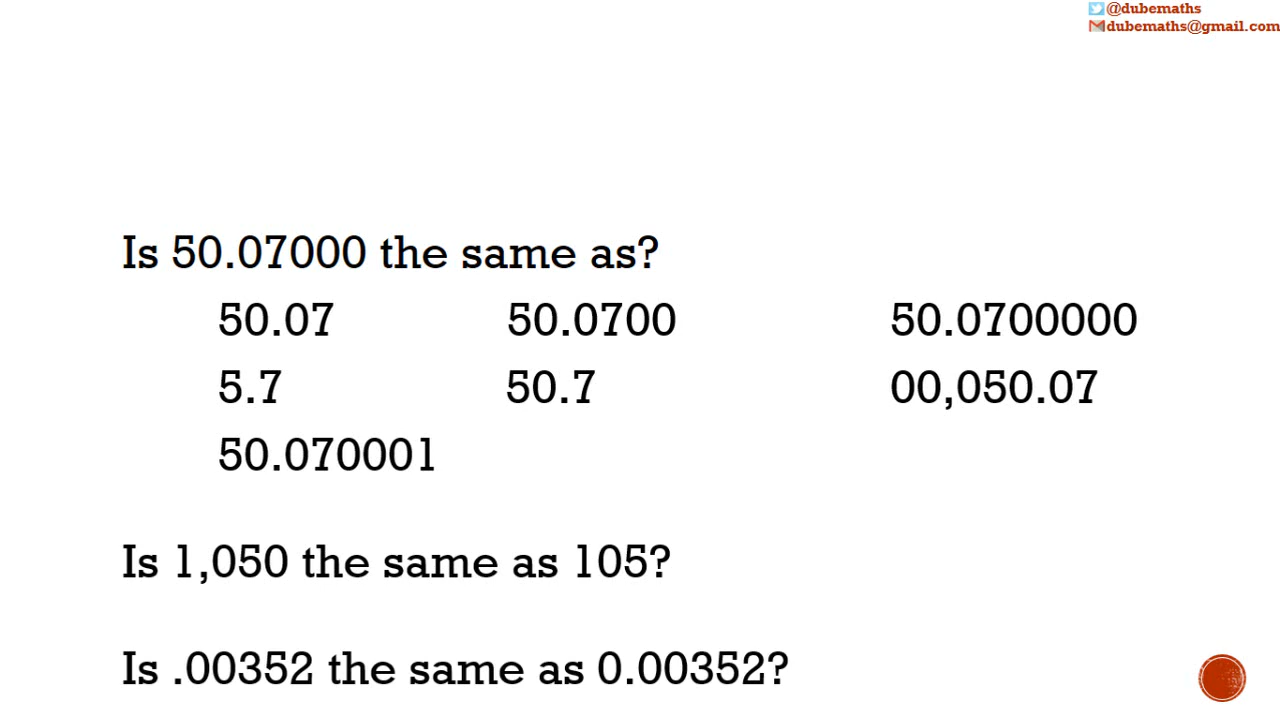 @dubemaths
dubemaths@gmail.com
Is 50.07000 the same as?
50.07 50.0700 50.0700000
5.7 50.7 00,050.07
50.070001
Is 1,050 the same as 105?
Is .00352 the same as 0.00352?